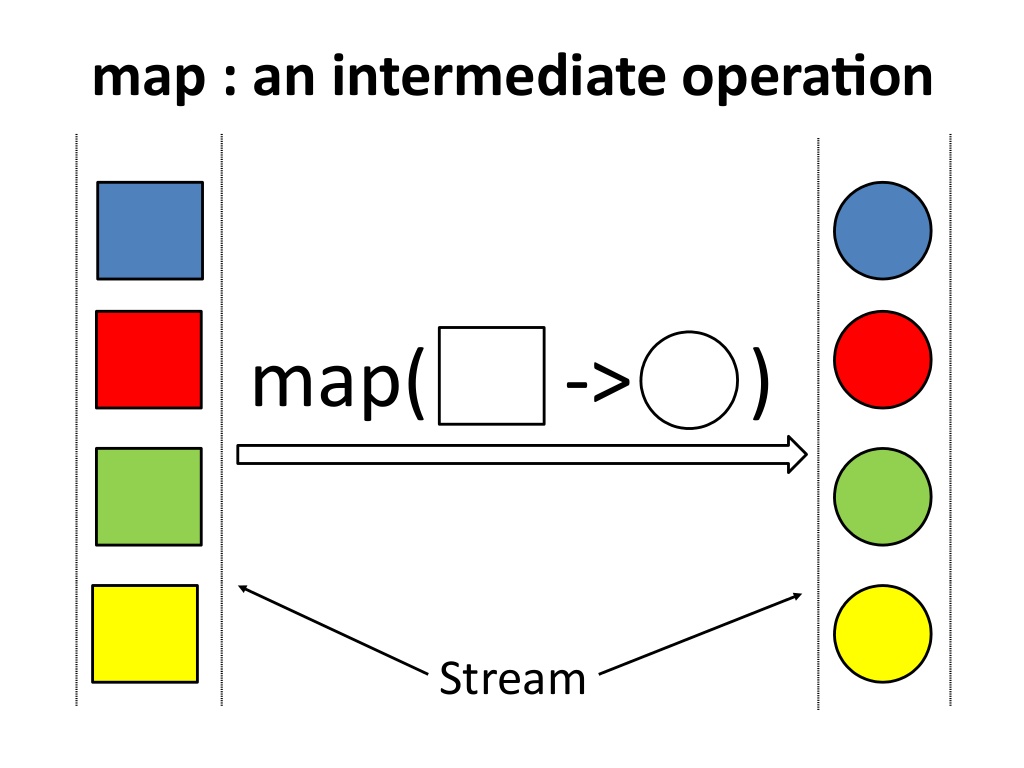 map : an intermediate operation
map( -> )
Stream